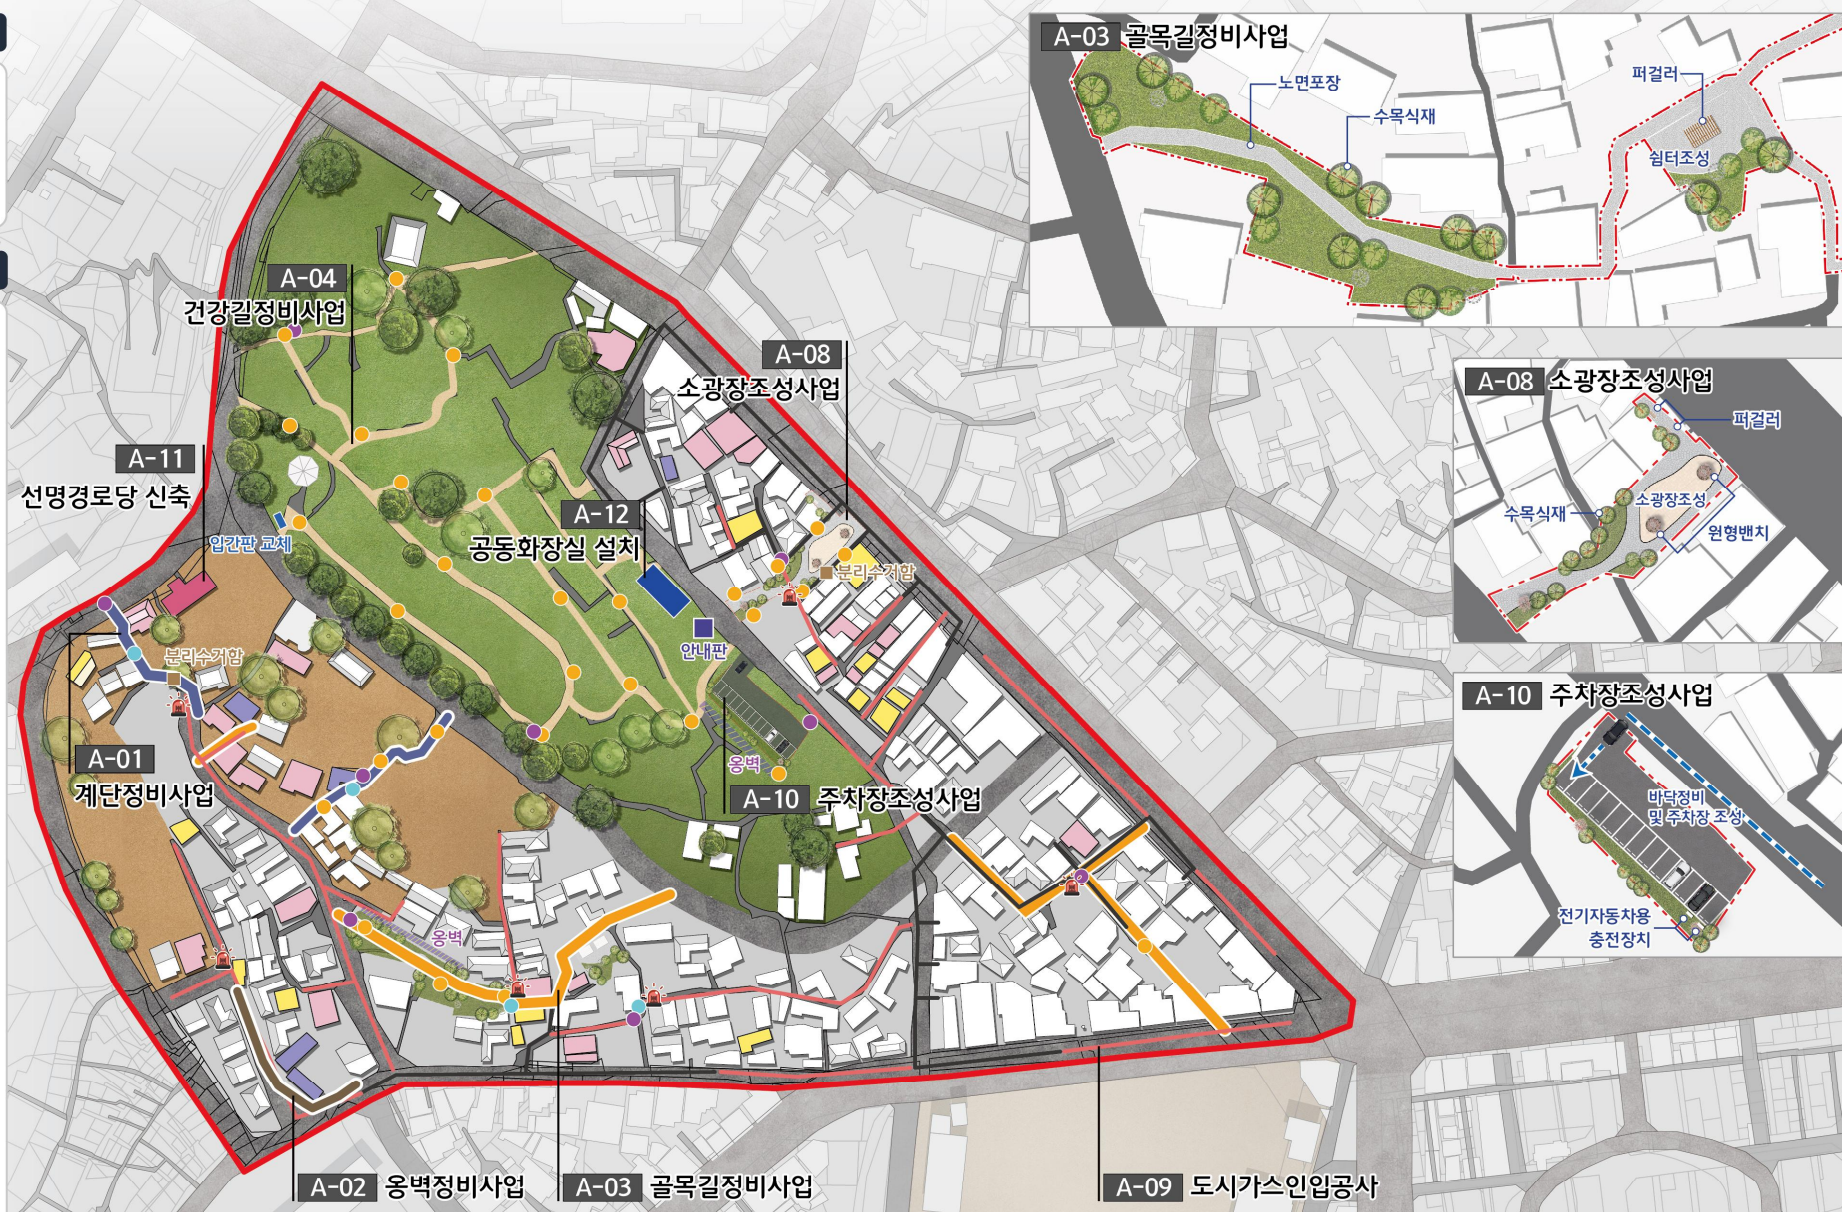 A-03 골목길정비사업
노면포장
수목식재
퍼걸러
쉼터조성
A-04
건강길정비사업
A-08
소광장조성사업
A-08 소광장조성사업
퍼걸러
소광장조성
수목식재
원형밴치
A-11
선명경로당 신축
A-12
공동화장실 설치
입간판 교체
분리수거함
안내판
분리수거함
A-10 주차장조성사업
바닥정비
및 주차장 조성
전기자동차용
충전장치
A-01
계단정비사업
옹벽
A-10 주차장조성사업
옹벽
A-02 옹벽정비사업
A-03 골목길정비사업
A-09 도시가스인입공사